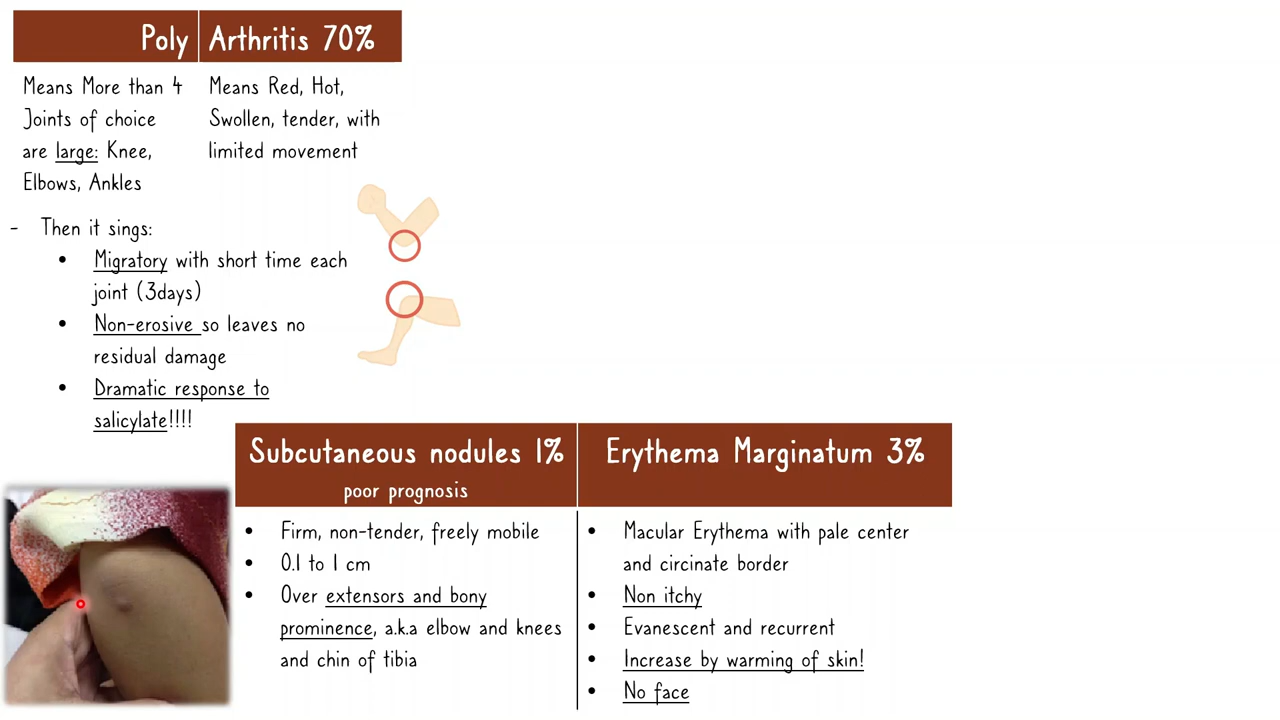 Poly Arthritis 70%
Means More than 4
Joints of choice
are large: Knee,
Elbows, Ankles
Means Red, Hot,
Swollen, tender, with
limited movement
- Then it sings:
• Migratory with short time each
joint (3days)
• Non-erosive so leaves no
residual damage
• Dramatic response to
salicylate!!!!
Subcutaneous nodules 1%
poor prognosis
• Firm, non-tender, freely mobile
• 0.1 to 1 cm
• Over extensors and bony
prominence, a.k.a elbow and knees
and chin of tibia
Erythema Marginatum 3%
• Macular Erythema with pale center
and circinate border
• Non itchy
• Evanescent and recurrent
• Increase by warming of skin!
• No face